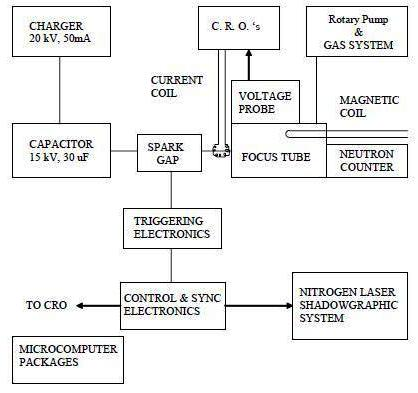 CHARGER
20 kV, 50mA
C. R. O. 's
Rotary Pump
&
GAS SYSTEM
CURRENT
COIL
VOLTAGE
PROBE
MAGNETIC
COIL
CAPACITOR
15 kV, 30 uF
SPARK
GAP
FOCUS TUBE
NEUTRON
COUNTER
TRIGGERING
ELECTRONICS
TO CRO
CONTROL & SYNC
ELECTRONICS
NITROGEN LASER
SHADOWGRAPHIC
SYSTEM
MICROCOMPUTER
PACKAGES